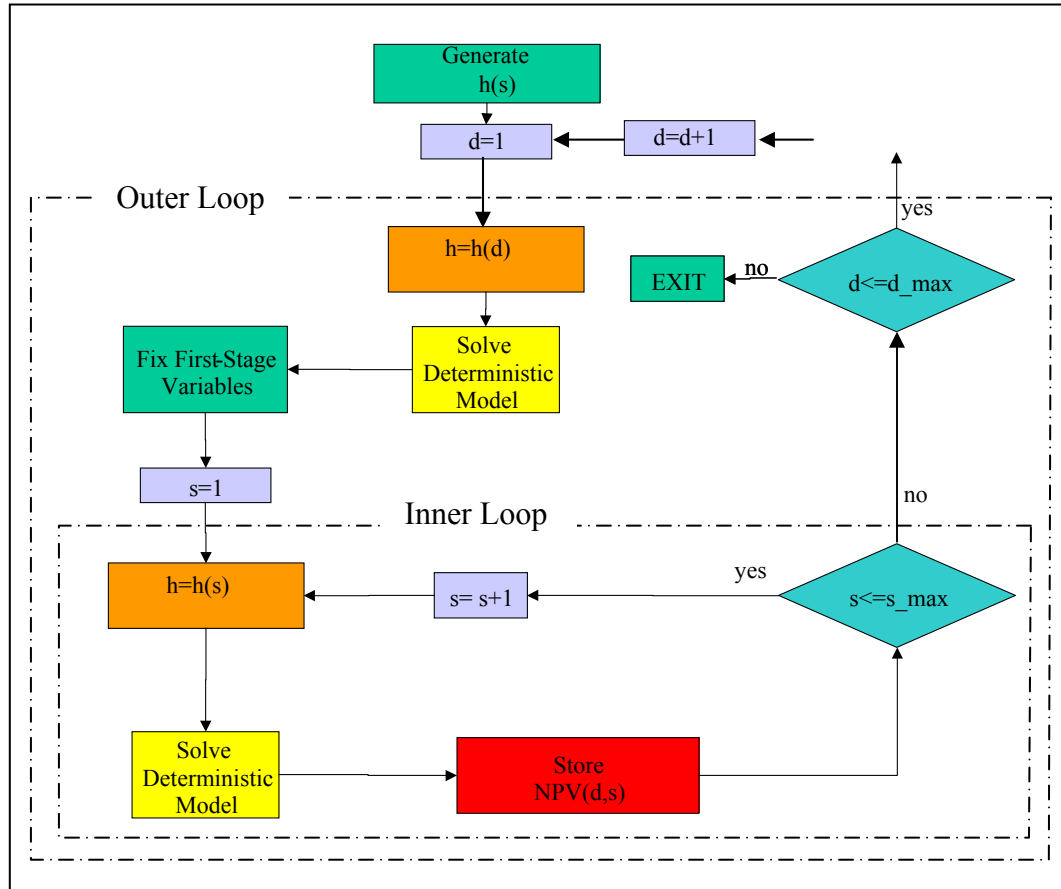 Generate
h(s)
d=1
d=d+1
Outer Loop
yes
h=h(d)
EXIT
no
d<=d_max
Fix First-Stage
Variables
Solve
Deterministic
Model
s=1
no
Inner Loop
h=h(s)
s= s+1
yes
s<=s_max
Solve
Deterministic
Model
Store
NPV(d,s)